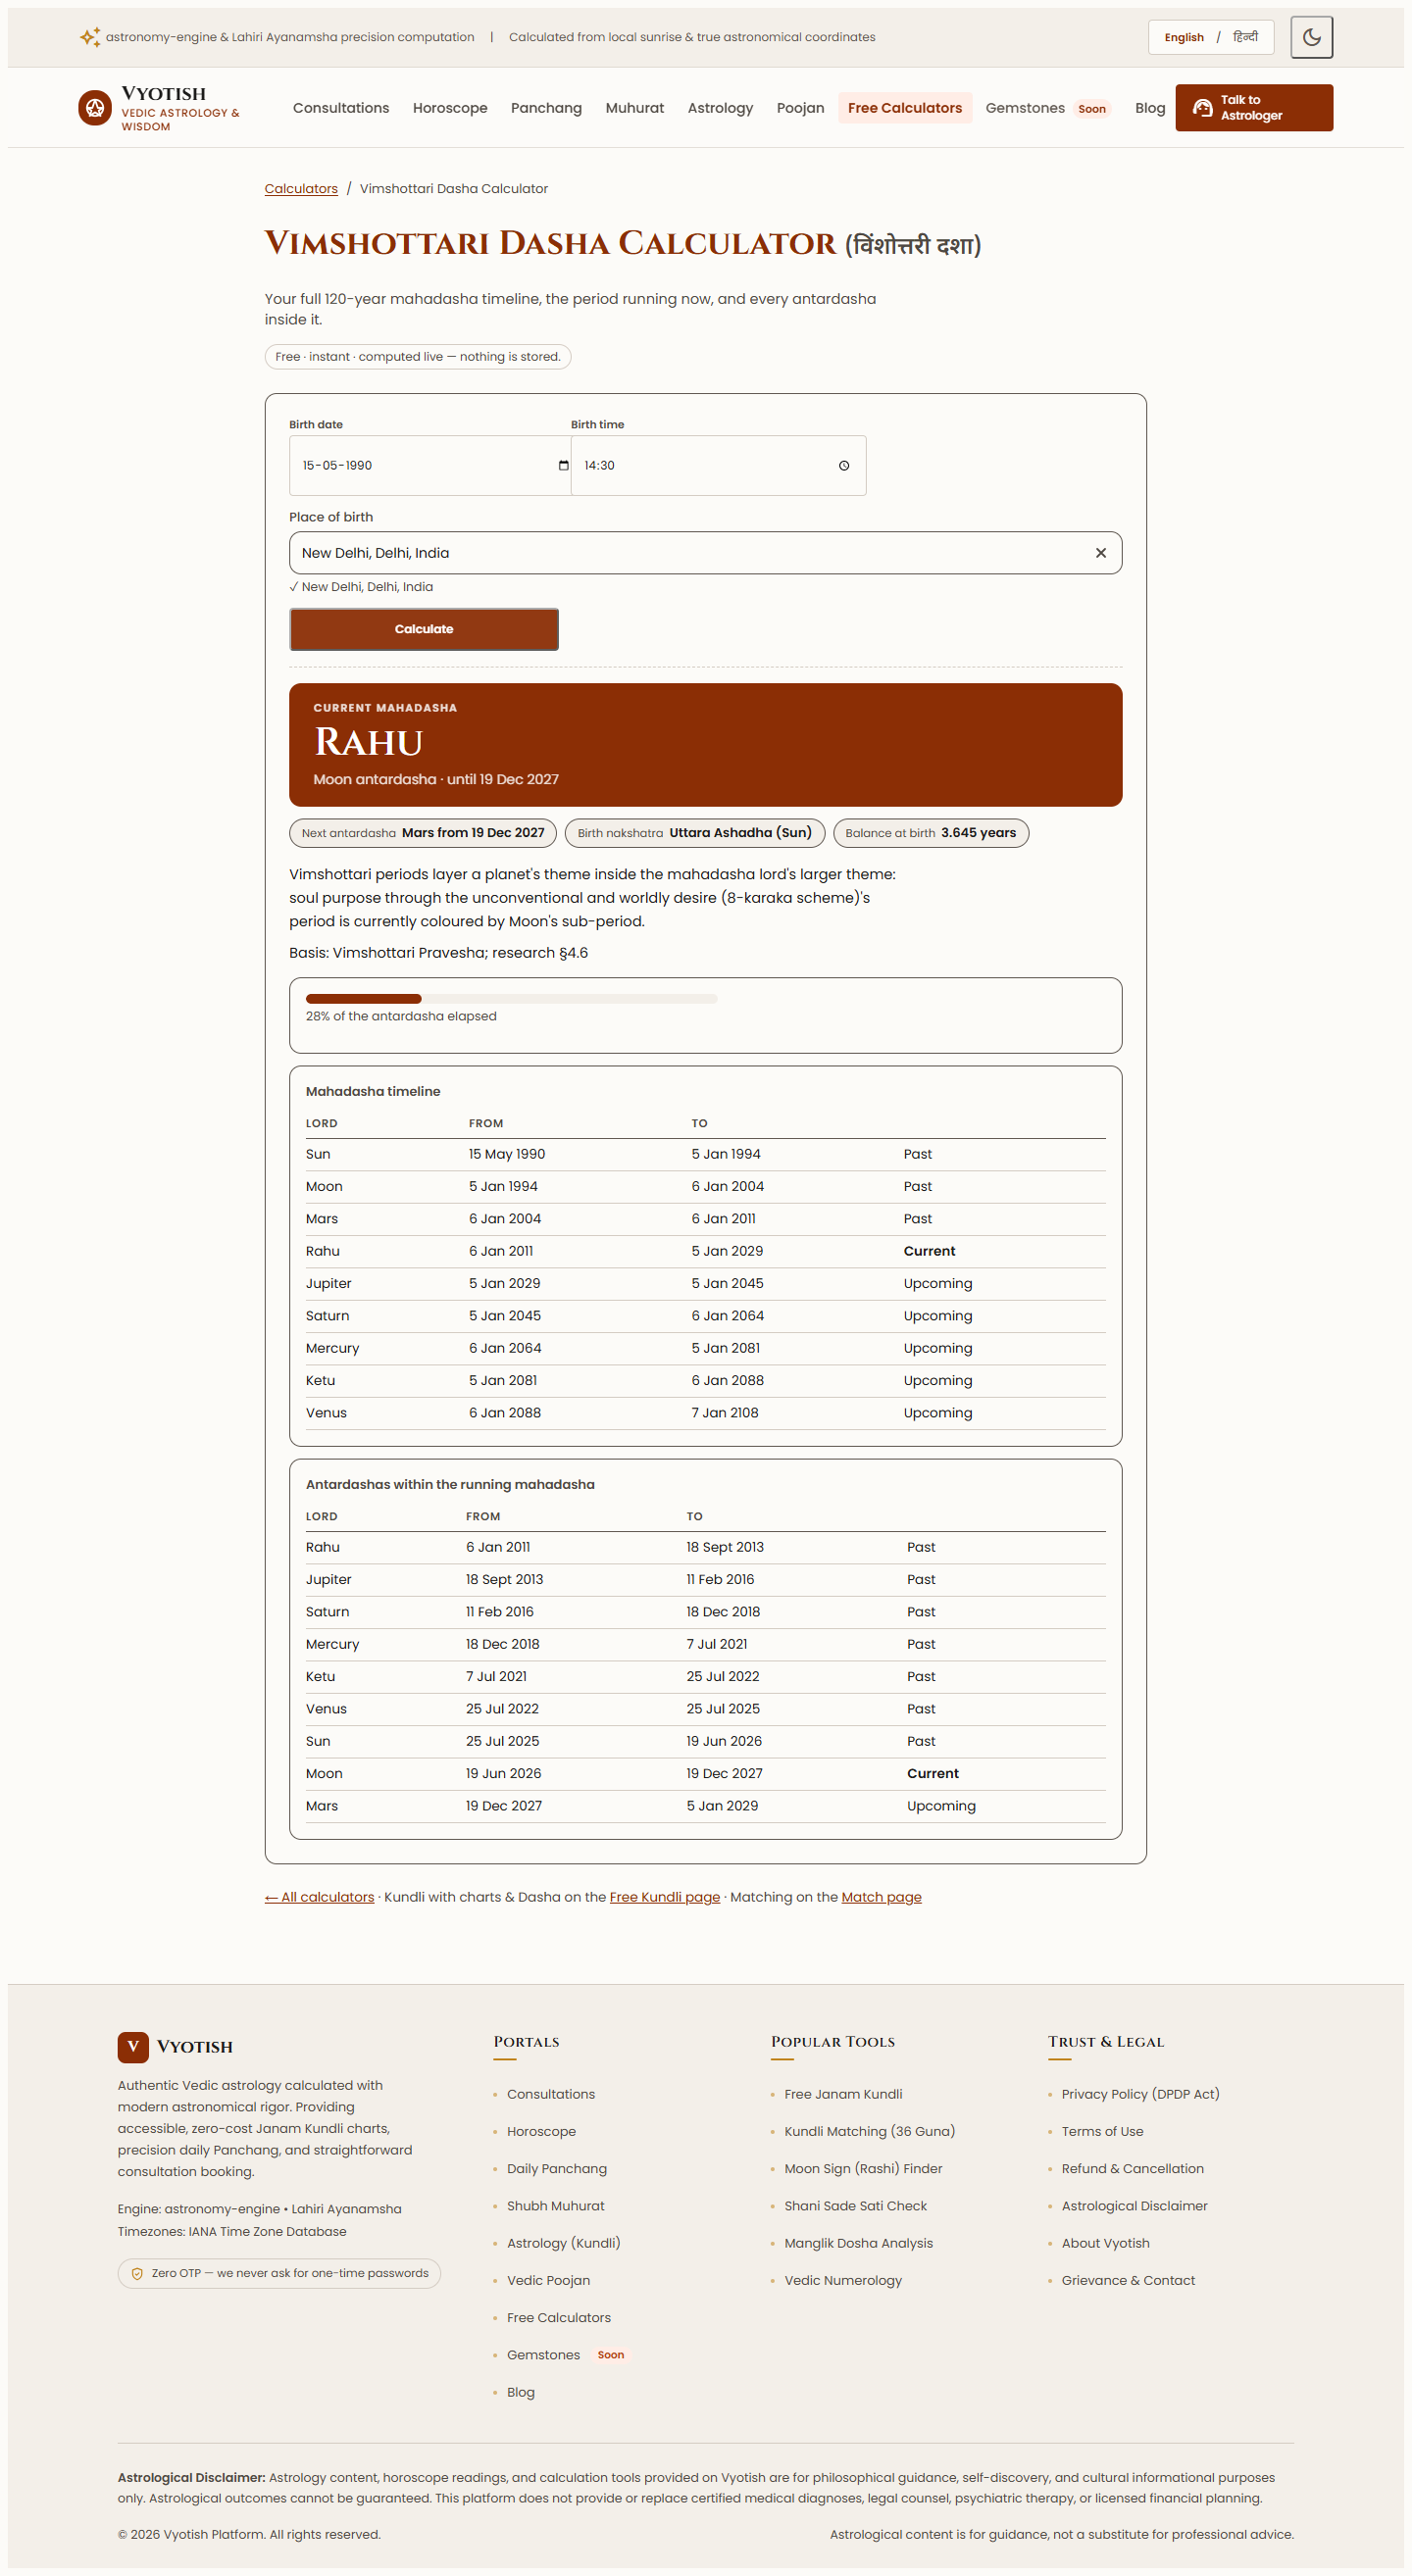 astronomy-engine & Lahiri Ayanamsha precision computation | Calculated from local sunrise & true astronomical coordinates
English / हिन्दी
Vyotish
VEDIC ASTROLOGY &
WISDOM
Consultations Horoscope Panchang Muhurat Astrology Poojan Free Calculators Gemstones Soon Blog
Talk to
Astrologer
Calculators / Vimshottari Dasha Calculator
Vimshottari Dasha Calculator (विंशोत्तरी दशा)
Your full 120-year mahadasha timeline, the period running now, and every antardasha
inside it.
Free · instant · computed live — nothing is stored.
Birth date Birth time
15-05-1990 14:30
Place of birth
New Delhi, Delhi, India ✕
✓ New Delhi, Delhi, India
Calculate
CURRENT MAHADASHA
Rahu
Moon antardasha · until 19 Dec 2027
Next antardasha Mars from 19 Dec 2027
Birth nakshatra Uttara Ashadha (Sun)
Balance at birth 3.645 years
Vimshottari periods layer a planet's theme inside the mahadasha lord's larger theme:
soul purpose through the unconventional and worldly desire (8-karaka scheme)'s
period is currently coloured by Moon's sub-period.
Basis: Vimshottari Pravesha; research §4.6
28% of the antardasha elapsed
Mahadasha timeline
LORD FROM TO
Sun 15 May 1990 5 Jan 1994 Past
Moon 5 Jan 1994 6 Jan 2004 Past
Mars 6 Jan 2004 6 Jan 2011 Past
Rahu 6 Jan 2011 5 Jan 2029 Current
Jupiter 5 Jan 2029 5 Jan 2045 Upcoming
Saturn 5 Jan 2045 6 Jan 2064 Upcoming
Mercury 6 Jan 2064 5 Jan 2081 Upcoming
Ketu 5 Jan 2081 6 Jan 2088 Upcoming
Venus 6 Jan 2088 7 Jan 2108 Upcoming
Antardashas within the running mahadasha
LORD FROM TO
Rahu 6 Jan 2011 18 Sept 2013 Past
Jupiter 18 Sept 2013 11 Feb 2016 Past
Saturn 11 Feb 2016 18 Dec 2018 Past
Mercury 18 Dec 2018 7 Jul 2021 Past
Ketu 7 Jul 2021 25 Jul 2022 Past
Venus 25 Jul 2022 25 Jul 2025 Past
Sun 25 Jul 2025 19 Jun 2026 Past
Moon 19 Jun 2026 19 Dec 2027 Current
Mars 19 Dec 2027 5 Jan 2029 Upcoming
← All calculators · Kundli with charts & Dasha on the Free Kundli page · Matching on the Match page
V Vyotish
Authentic Vedic astrology calculated with
modern astronomical rigor. Providing
accessible, zero-cost Janam Kundli charts,
precision daily Panchang, and straightforward
consultation booking.
Engine: astronomy-engine • Lahiri Ayanamsha
Timezones: IANA Time Zone Database
Zero OTP — we never ask for one-time passwords
Portals
Consultations
Horoscope
Daily Panchang
Shubh Muhurat
Astrology (Kundli)
Vedic Poojan
Free Calculators
Gemstones Soon
Blog
Popular Tools
Free Janam Kundli
Kundli Matching (36 Guna)
Moon Sign (Rashi) Finder
Shani Sade Sati Check
Manglik Dosha Analysis
Vedic Numerology
Trust & Legal
Privacy Policy (DPDP Act)
Terms of Use
Refund & Cancellation
Astrological Disclaimer
About Vyotish
Grievance & Contact
Astrological Disclaimer: Astrology content, horoscope readings, and calculation tools provided on Vyotish are for philosophical guidance, self-discovery, and cultural informational purposes
only. Astrological outcomes cannot be guaranteed. This platform does not provide or replace certified medical diagnoses, legal counsel, psychiatric therapy, or licensed financial planning.
© 2026 Vyotish Platform. All rights reserved.
Astrological content is for guidance, not a substitute for professional advice.